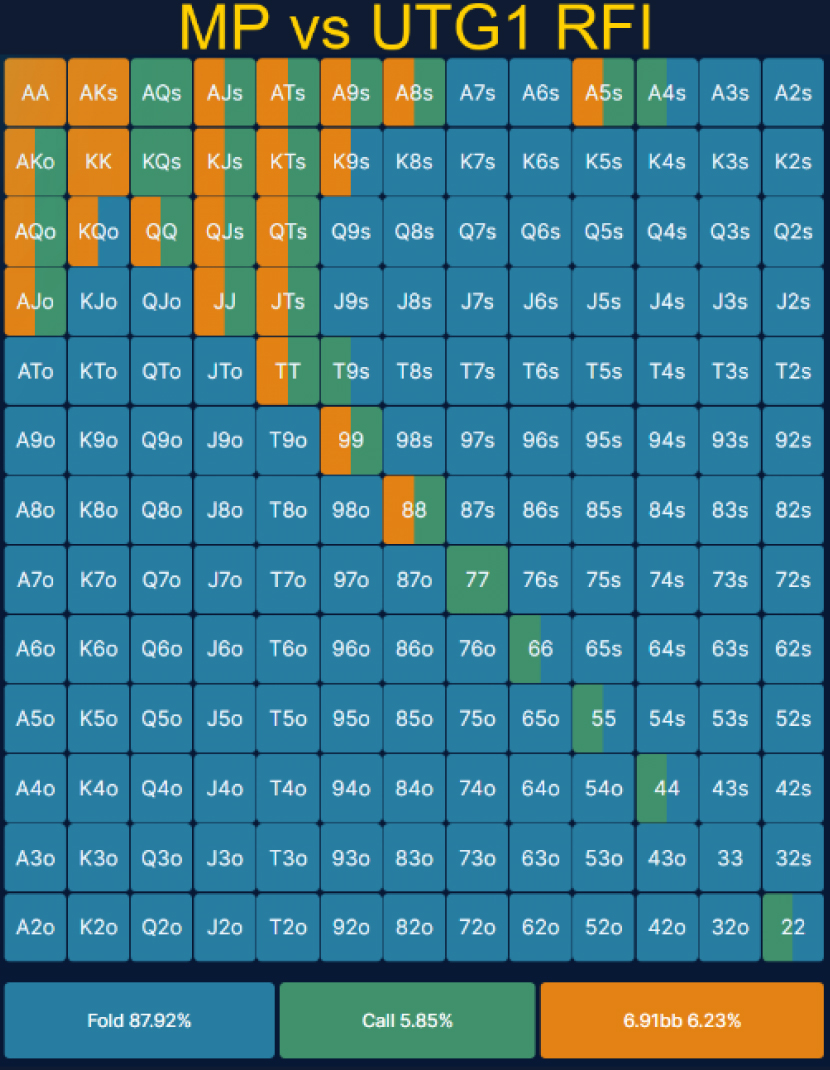 MP vs UTG1 RFI
AA AKs AQs AJs ATs A9s A8s A7s A6s A5s A4s A3s A2s
AKo KK KQs KJs KTs K9s K8s K7s K6s K5s K4s K3s K2s
AQo KQo QQ QJs QTs Q9s Q8s Q7s Q6s Q5s Q4s Q3s Q2s
AJo KJo QJo JJ JTs J9s J8s J7s J6s J5s J4s J3s J2s
ATo KTo QTo JTo TT T9s T8s T7s T6s T5s T4s T3s T2s
A9o K9o Q9o J9o T9o 99 98s 97s 96s 95s 94s 93s 92s
A8o K8o Q8o J8o T8o 98o 88 87s 86s 85s 84s 83s 82s
A7o K7o Q7o J7o T7o 97o 87o 77 76s 75s 74s 73s 72s
A6o K6o Q6o J6o T6o 96o 86o 76o 66 65s 64s 63s 62s
A5o K5o Q5o J5o T5o 95o 85o 75o 65o 55 54s 53s 52s
A4o K4o Q4o J4o T4o 94o 84o 74o 64o 54o 44 43s 42s
A3o K3o Q3o J3o T3o 93o 83o 73o 63o 53o 43o 33 32s
A2o K2o Q2o J2o T2o 92o 82o 72o 62o 52o 42o 32o 22
Fold 87.92% Call 5.85% 6.91bb 6.23%